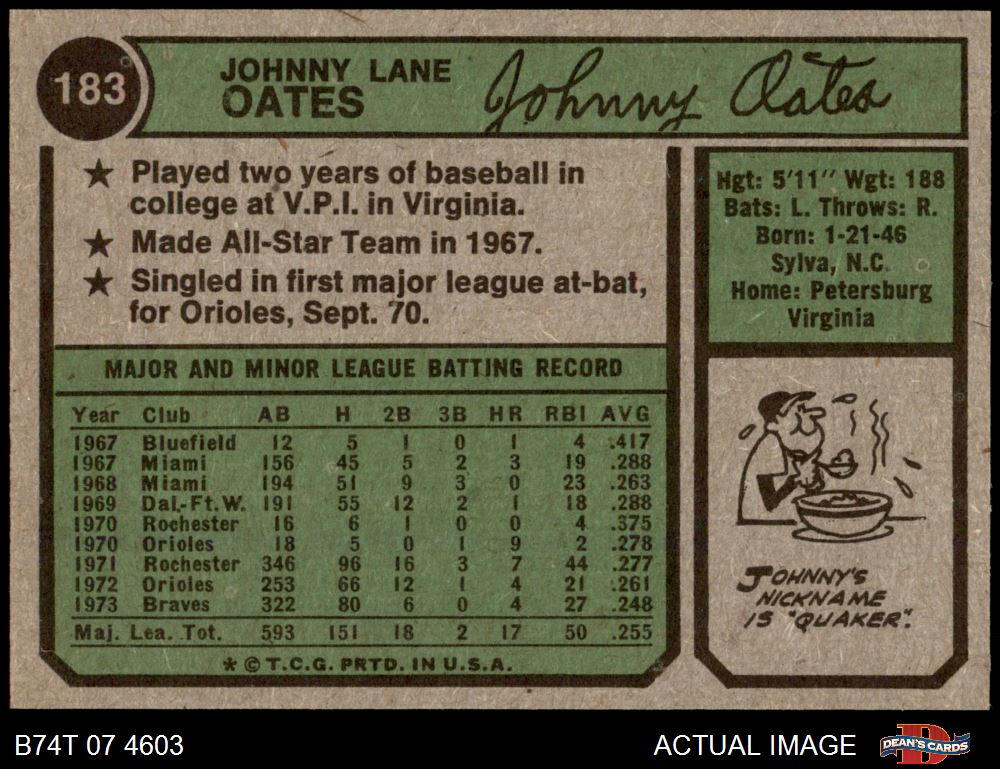 183
JOHNNY LANE
OATES
Johnny Oates
★ Played two years of baseball in
college at V.P.I. in Virginia.
★ Made All-Star Team in 1967.
★ Singled in first major league at-bat,
for Orioles, Sept. 70.
Hgt: 5'11" Wgt: 188
Bats: L. Throws: R.
Born: 1-21-46
Sylva, N.C.
Home: Petersburg
Virginia
MAJOR AND MINOR LEAGUE BATTING RECORD
Year Club AB H 2B 3B HR RBI AVG
1967 Bluefield 12 5 1 0 1 4 .417
1967 Miami 156 45 5 2 3 19 .288
1968 Miami 194 51 9 3 0 23 .263
1969 Dal.-Ft.W. 191 55 12 2 1 18 .288
1970 Rochester 16 6 1 0 0 4 .375
1970 Orioles 18 5 0 1 9 2 .278
1971 Rochester 346 96 16 3 7 44 .277
1972 Orioles 253 66 12 1 4 21 .261
1973 Braves 322 80 6 0 4 27 .248
Maj. Lea. Tot. 593 151 18 2 17 50 .255
* © T.C.G. PRTD. IN U.S.A.
JOHNNY'S
NICKNAME
IS "QUAKER".
B74T 07 4603
ACTUAL IMAGE
DEAN'S CARDS